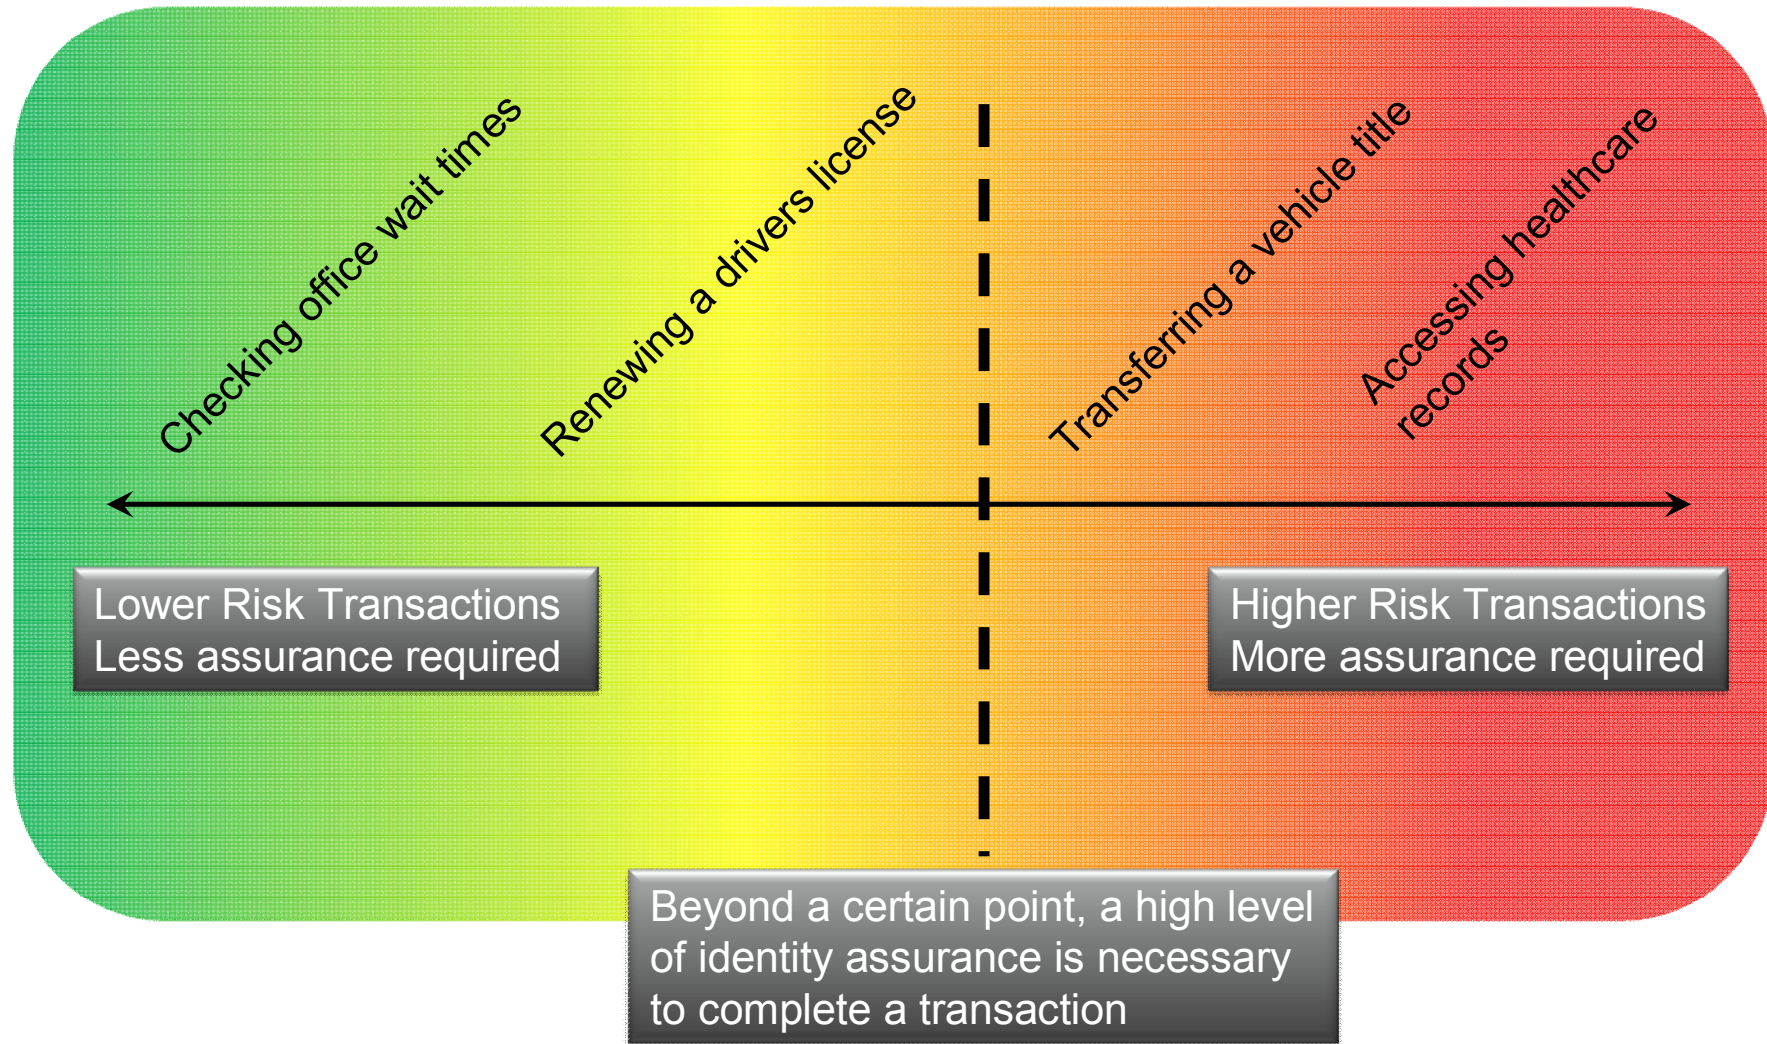 Checking office wait times
Renewing a drivers license
Transferring a vehicle title
Accessing healthcare
records
Lower Risk Transactions
Less assurance required
Higher Risk Transactions
More assurance required
Beyond a certain point, a high level
of identity assurance is necessary
to complete a transaction